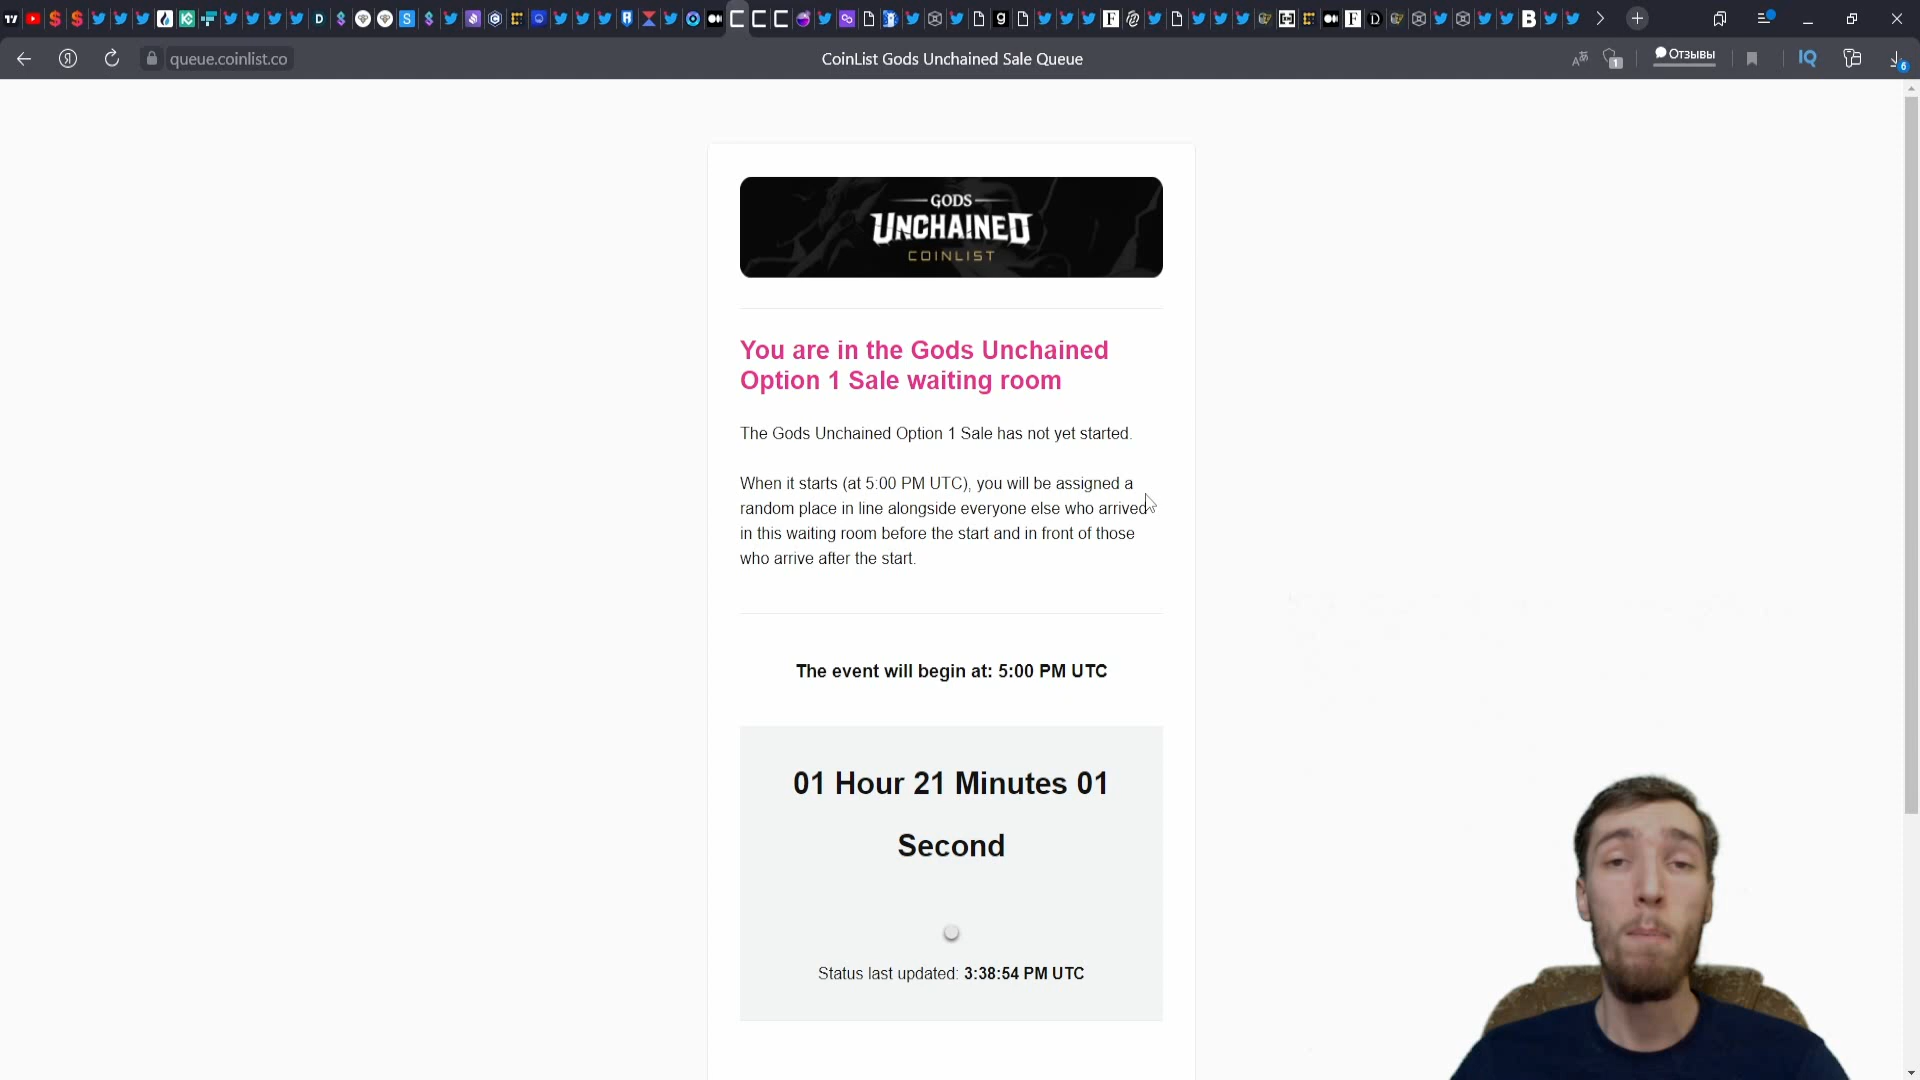 queue.coinlist.co
CoinList Gods Unchained Sale Queue
1
Отзывы
IQ
6
GODS
UNCHAINED
COINLIST
You are in the Gods Unchained
Option 1 Sale waiting room
The Gods Unchained Option 1 Sale has not yet started.
When it starts (at 5:00 PM UTC), you will be assigned a
random place in line alongside everyone else who arrived
in this waiting room before the start and in front of those
who arrive after the start.
The event will begin at: 5:00 PM UTC
01 Hour 21 Minutes 01
Second
Status last updated: 3:38:54 PM UTC